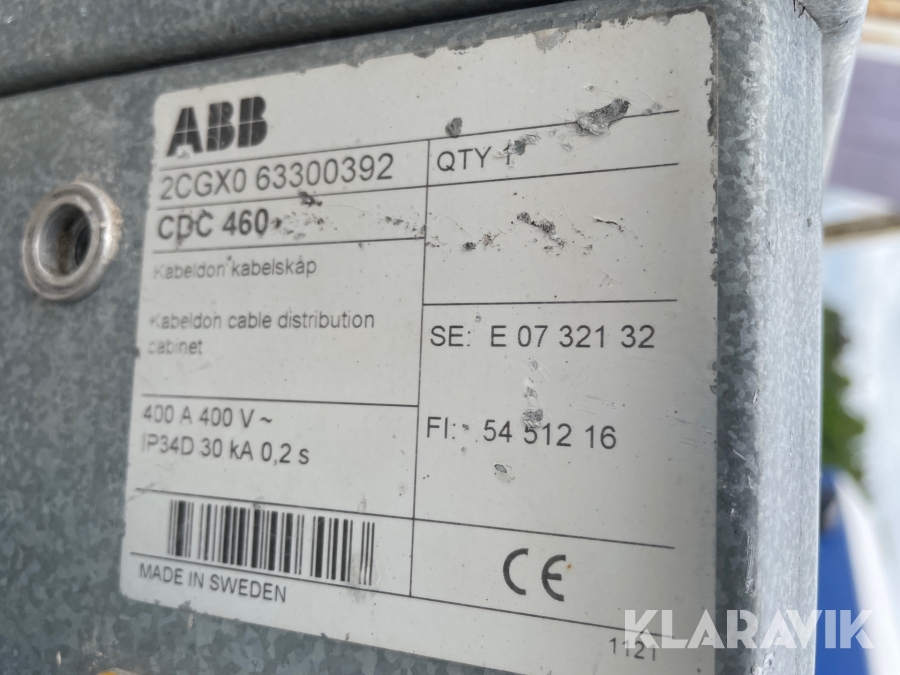 ABB
2CGX0 63300392
QTY 1
CDC 460
Kabeldon kabelskåp
Kabeldon cable distribution
cabinet
SE: E 07 321 32
400 A 400 V ~
IP34D 30 kA 0,2 s
FI: 54 512 16
CE
MADE IN SWEDEN
1121
KLARAVIK